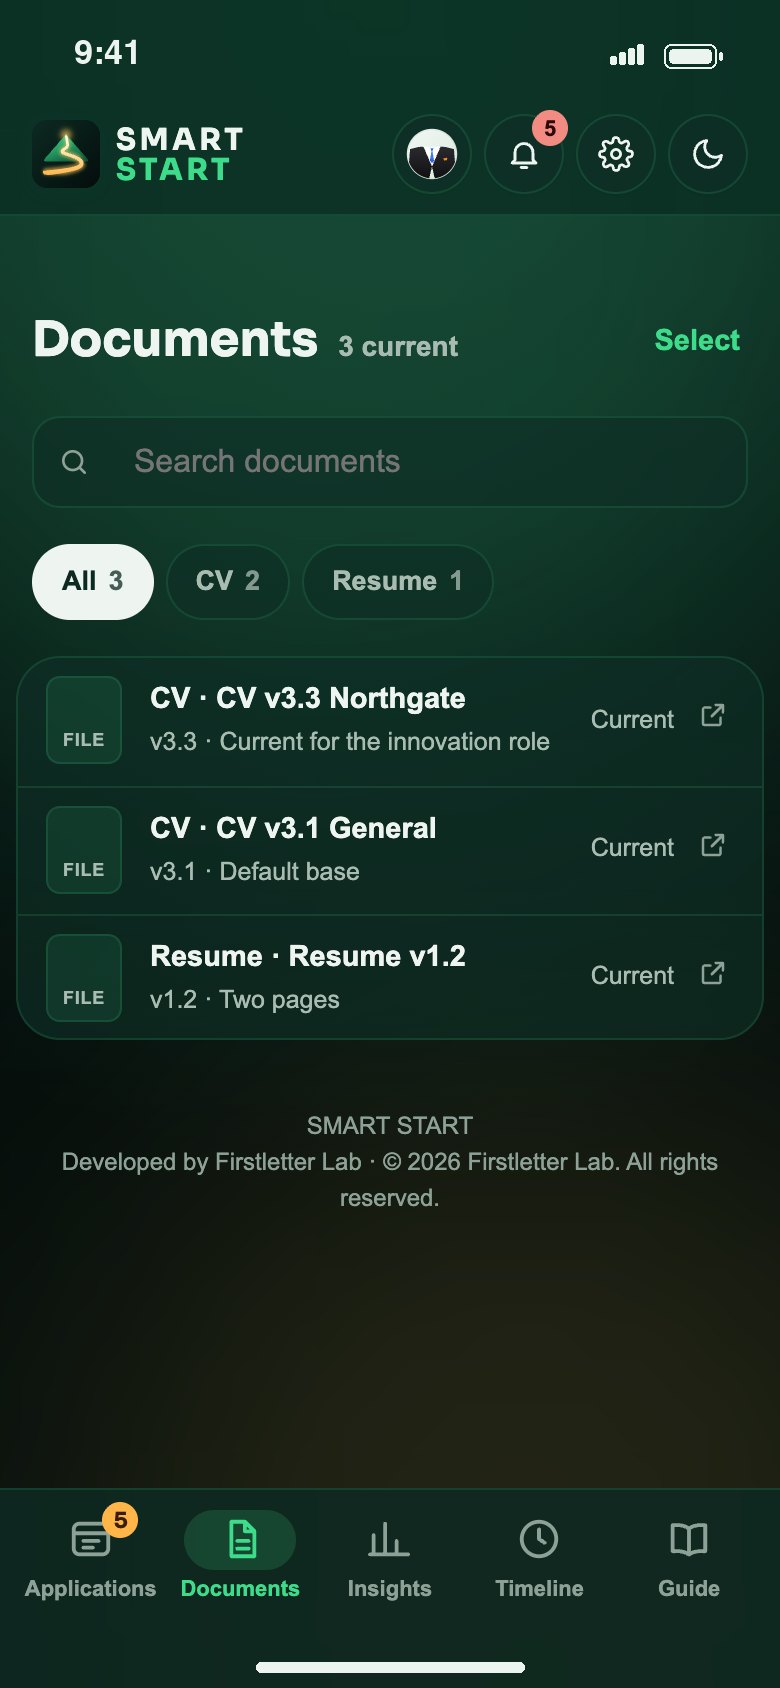 9:41
SMART
START
5
Documents 3 current
Select
Search documents
All 3
CV 2
Resume 1
FILE
CV · CV v3.3 Northgate
v3.3 · Current for the innovation role
Current
FILE
CV · CV v3.1 General
v3.1 · Default base
Current
FILE
Resume · Resume v1.2
v1.2 · Two pages
Current
SMART START
Developed by Firstletter Lab · © 2026 Firstletter Lab. All rights
reserved.
5
Applications
Documents
Insights
Timeline
Guide